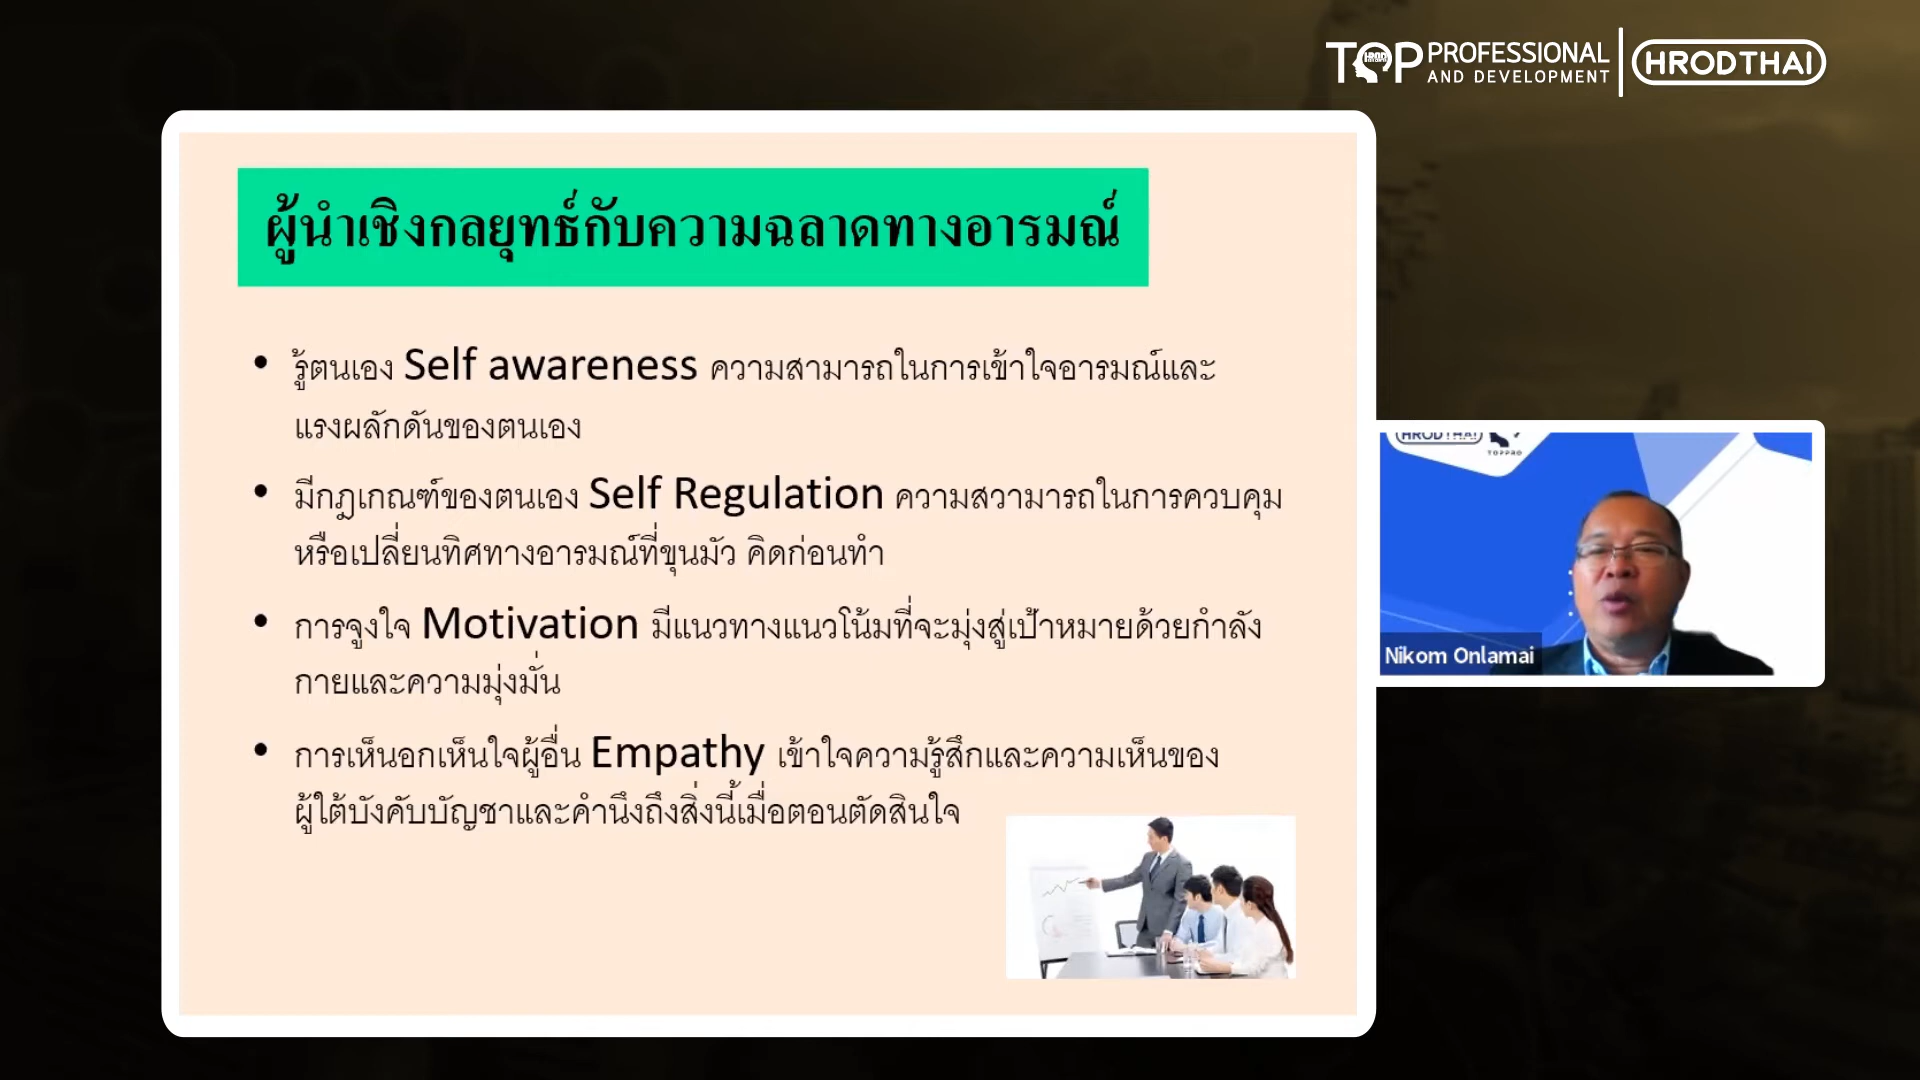 TOP PROFESSIONAL AND DEVELOPMENT
HRODTHAI
ผู้นำเชิงกลยุทธ์กับความฉลาดทางอารมณ์
• รู้ตนเอง Self awareness ความสามารถในการเข้าใจอารมณ์และ
แรงผลักดันของตนเอง
• มีกฎเกณฑ์ของตนเอง Self Regulation ความสวามารถในการควบคุม
หรือเปลี่ยนทิศทางอารมณ์ที่ขุ่นมัว คิดก่อนทำ
• การจูงใจ Motivation มีแนวทางแนวโน้มที่จะมุ่งสู่เป้าหมายด้วยกำลัง
กายและความมุ่งมั่น
• การเห็นอกเห็นใจผู้อื่น Empathy เข้าใจความรู้สึกและความเห็นของ
ผู้ใต้บังคับบัญชาและคำนึงถึงสิ่งนี้เมื่อตอนตัดสินใจ
HRODTHAI
TOPPRO
Nikom Onlamai